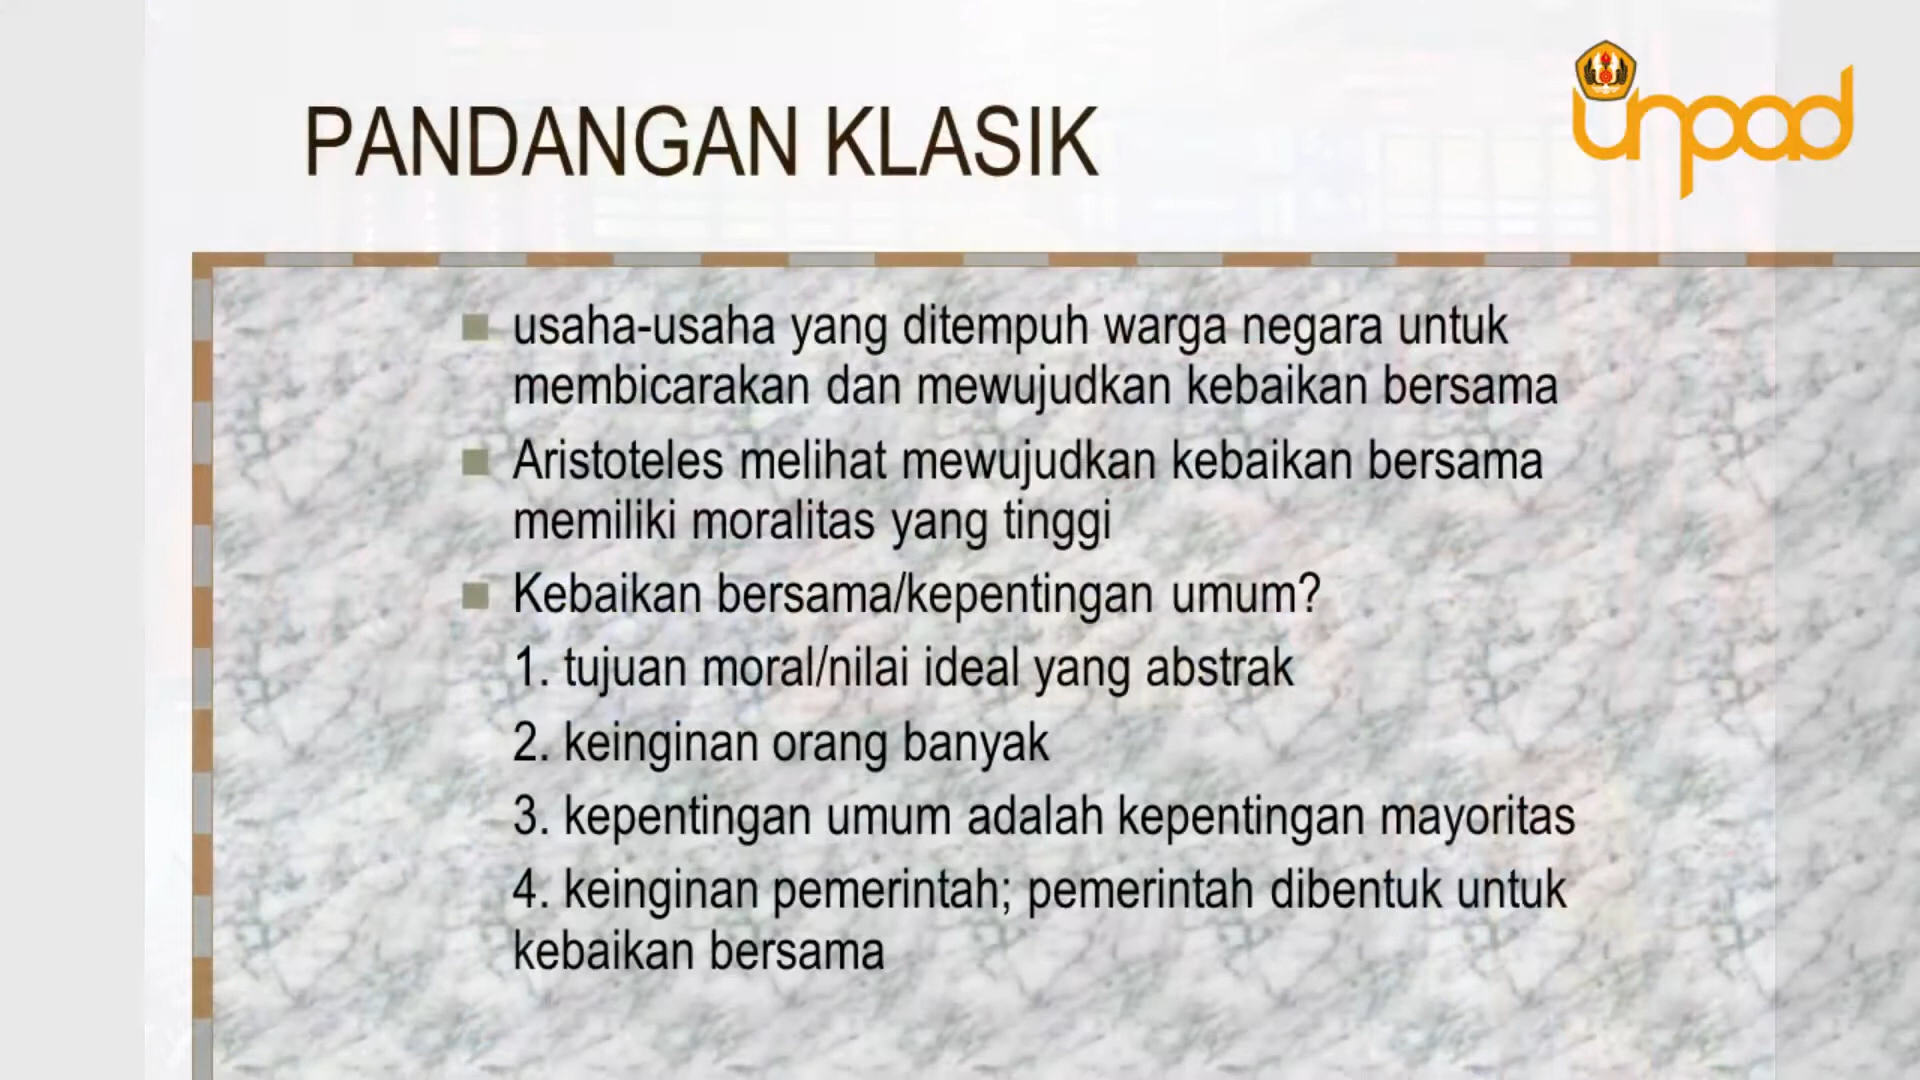 PANDANGAN KLASIK
unpad
usaha-usaha yang ditempuh warga negara untuk
membicarakan dan mewujudkan kebaikan bersama
Aristoteles melihat mewujudkan kebaikan bersama
memiliki moralitas yang tinggi
Kebaikan bersama/kepentingan umum?
1. tujuan moral/nilai ideal yang abstrak
2. keinginan orang banyak
3. kepentingan umum adalah kepentingan mayoritas
4. keinginan pemerintah; pemerintah dibentuk untuk
kebaikan bersama